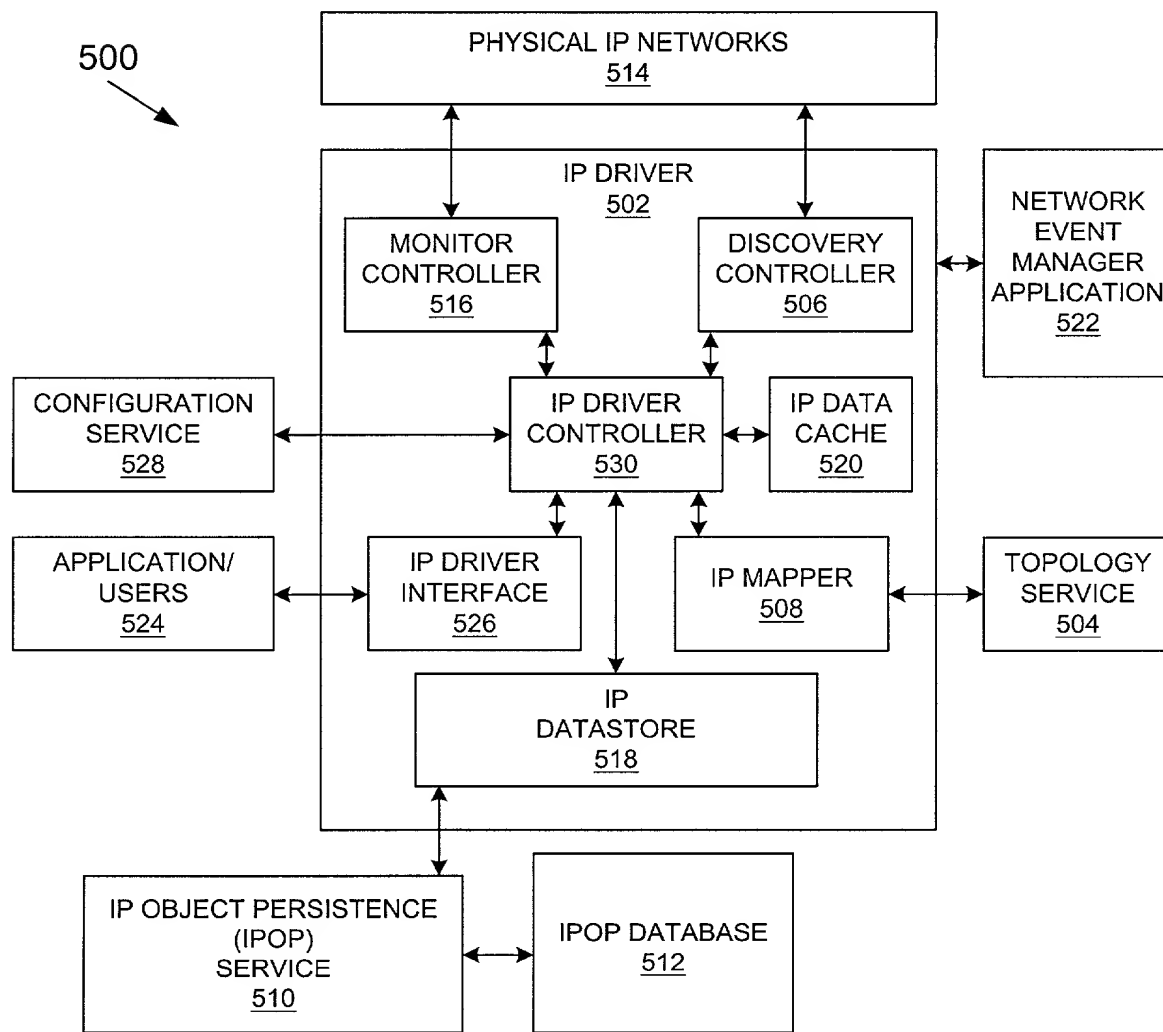 500
PHYSICAL IP NETWORKS
514
IP DRIVER
502
MONITOR
CONTROLLER
516
DISCOVERY
CONTROLLER
506
NETWORK
EVENT
MANAGER
APPLICATION
522
CONFIGURATION
SERVICE
528
IP DRIVER
CONTROLLER
530
IP DATA
CACHE
520
APPLICATION/
USERS
524
IP DRIVER
INTERFACE
526
IP MAPPER
508
TOPOLOGY
SERVICE
504
IP
DATASTORE
518
IP OBJECT PERSISTENCE
(IPOP)
SERVICE
510
IPOP DATABASE
512